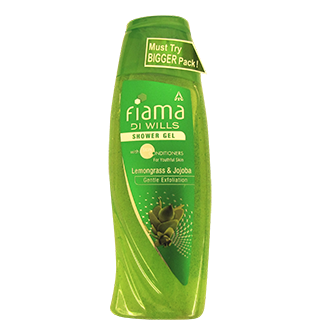 Must Try
BIGGER Pack!
fiama
DI WILLS
SHOWER GEL
with CONDITIONERS
For Youthful Skin
Lemongrass & Jojoba
Gentle Exfoliation